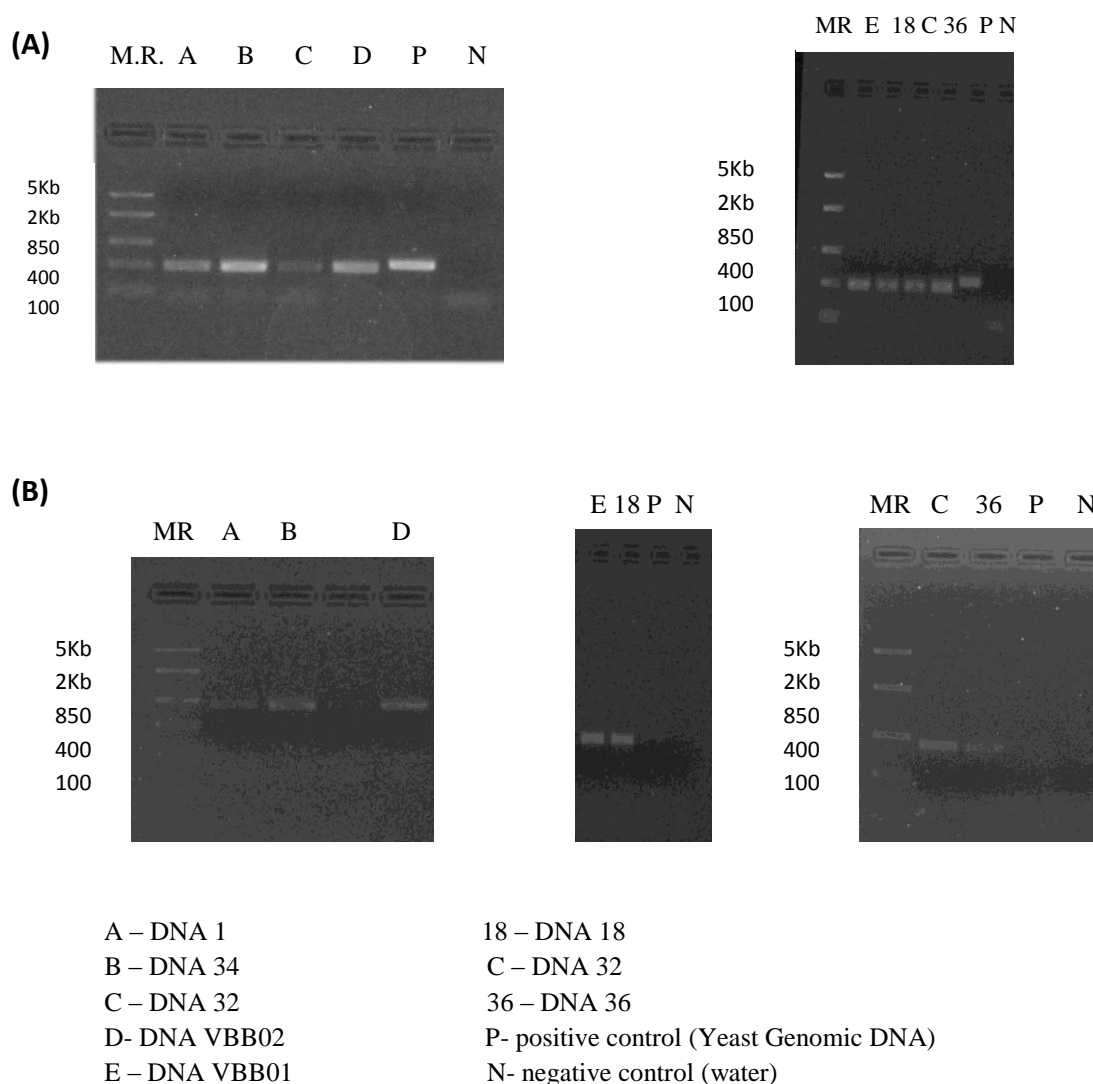 (A)
M.R. A B C D P N
5Kb
2Kb
850
400
100
MR E 18 C 36 P N
5Kb
2Kb
850
400
100
(B)
MR A B D
5Kb
2Kb
850
400
100
E 18 P N
MR C 36 P N
5Kb
2Kb
850
400
100
A – DNA 1
B – DNA 34
C – DNA 32
D- DNA VBB02
E – DNA VBB01
18 – DNA 18
C – DNA 32
36 – DNA 36
P- positive control (Yeast Genomic DNA)
N- negative control (water)